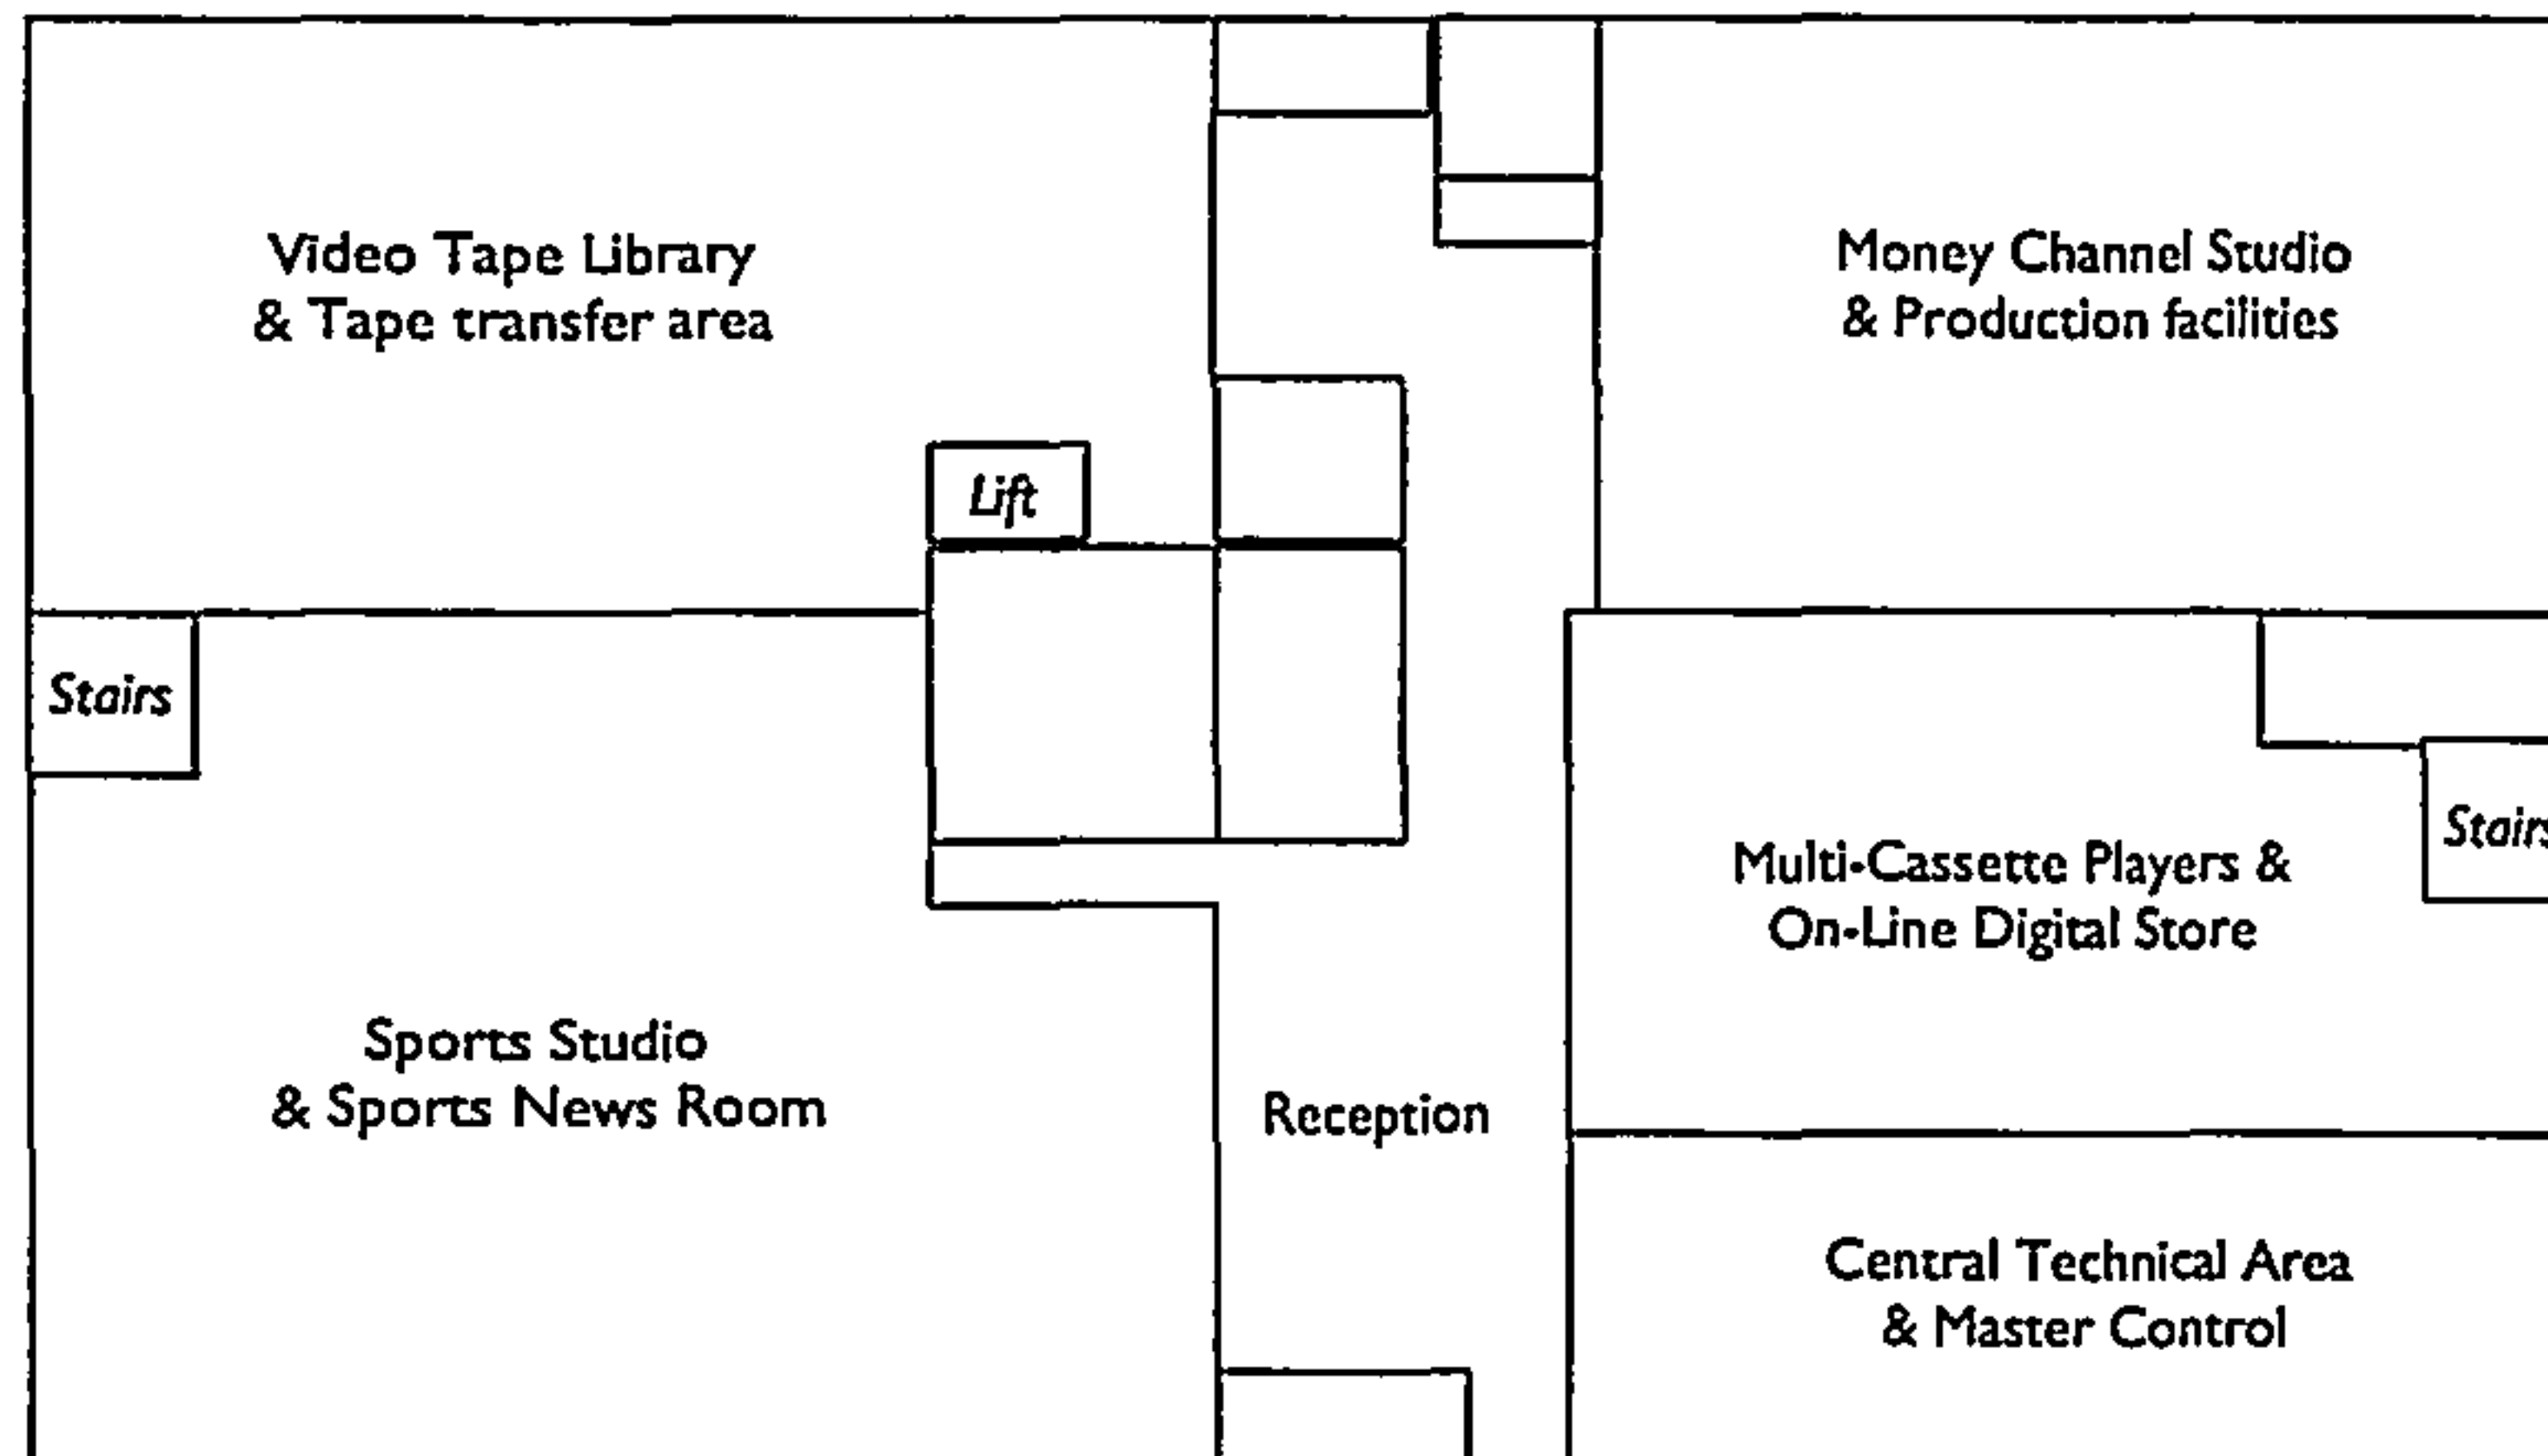 Video Tape Library
& Tape transfer area
Money Channel Studio
& Production facilities
Lift
Stairs
Stairs
Multi-Cassette Players &
On-Line Digital Store
Sports Studio
& Sports News Room
Reception
Central Technical Area
& Master Control